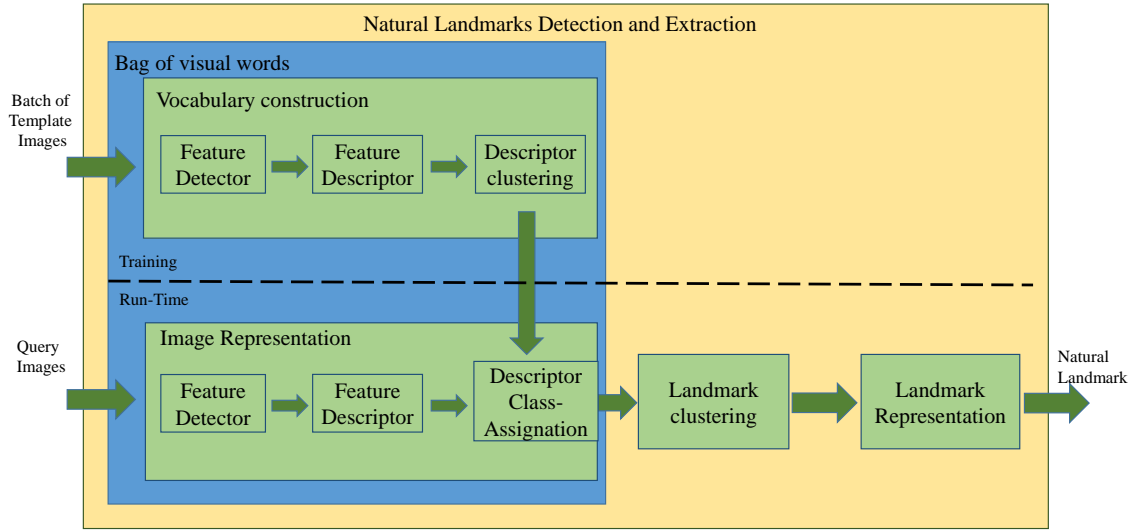 Natural Landmarks Detection and Extraction
Bag of visual words
Vocabulary construction
Batch of
Template
Images
Feature
Detector
Feature
Descriptor
Descriptor
clustering
Training
Run-Time
Image Representation
Query
Images
Feature
Detector
Feature
Descriptor
Descriptor
Class-
Assignation
Landmark
clustering
Landmark
Representation
Natural
Landmark